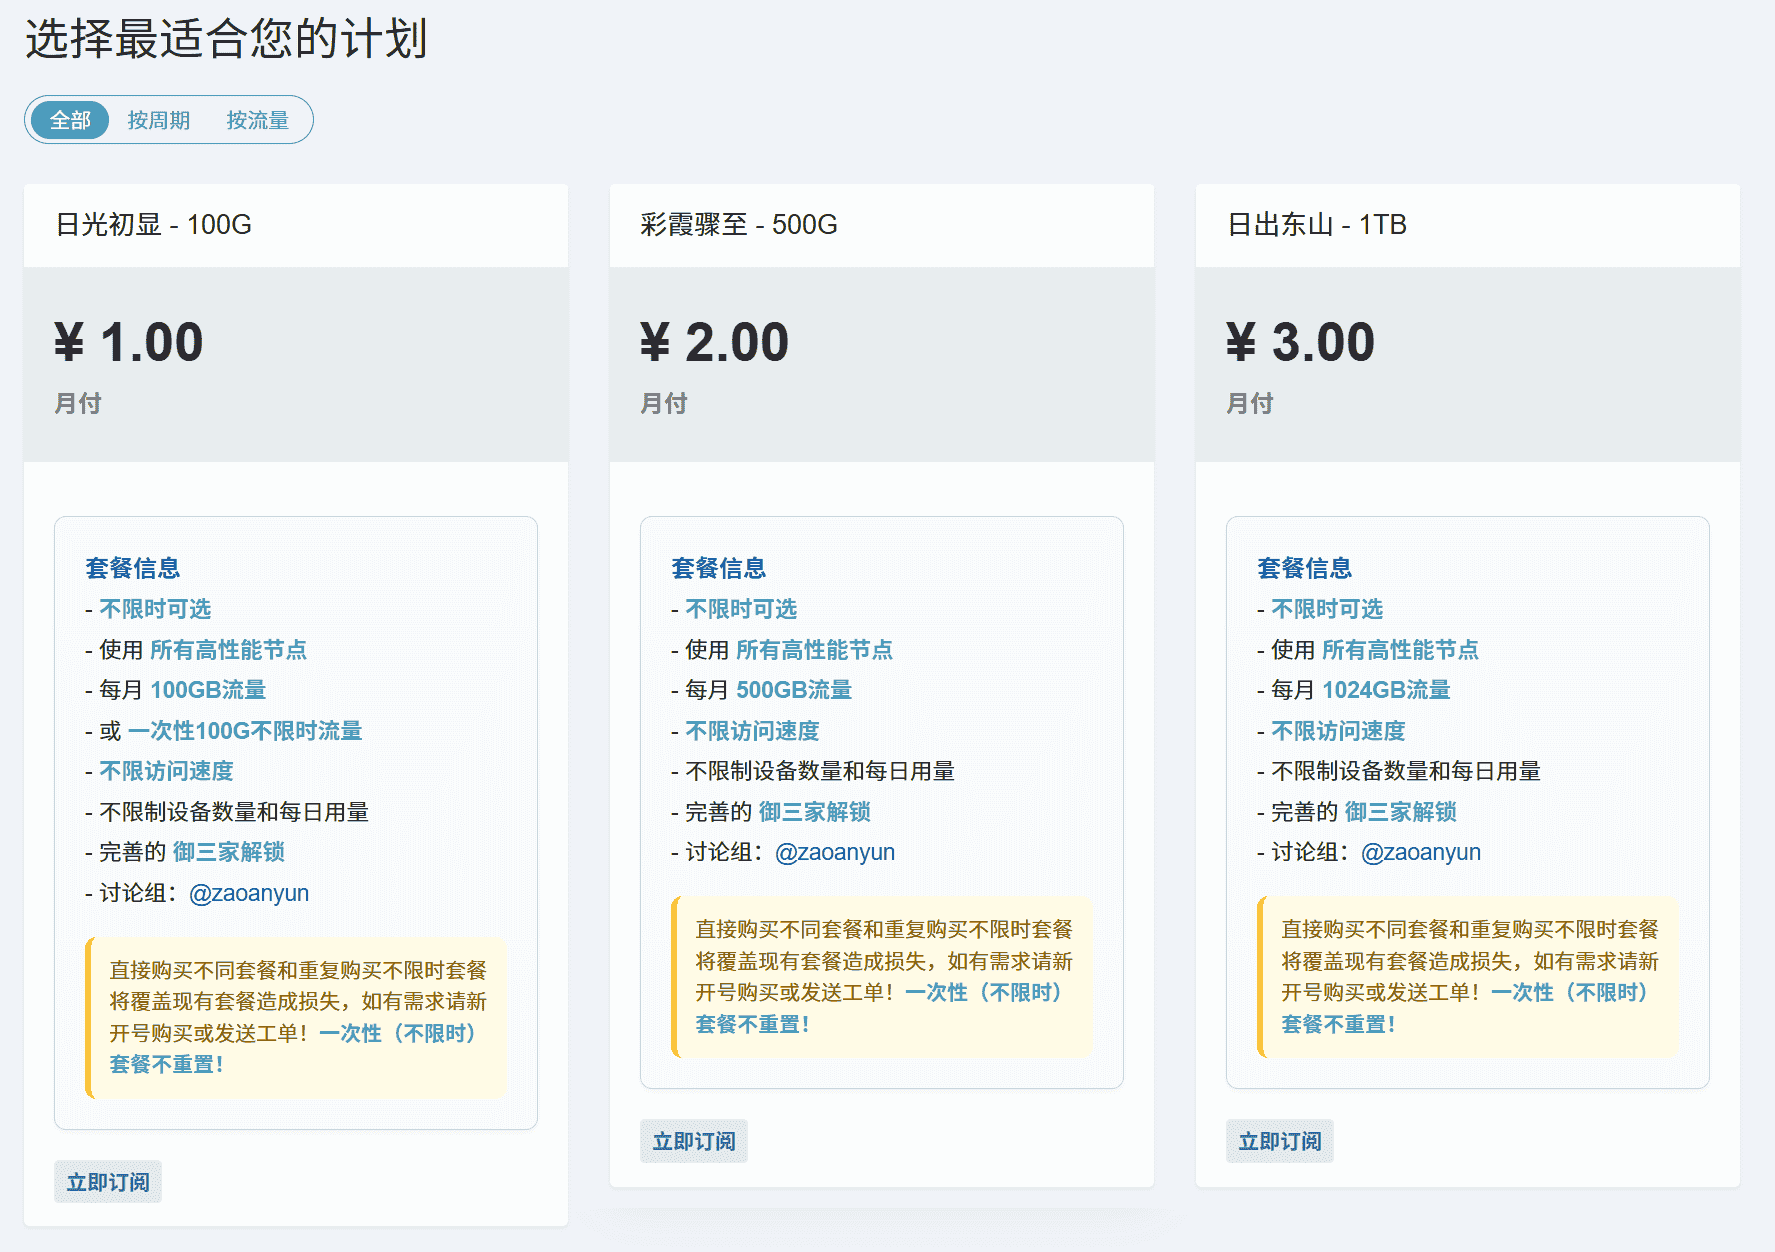 选择最适合您的计划
全部 按周期 按流量
日光初显 - 100G
¥ 1.00
月付
套餐信息
- 不限时可选
- 使用 所有高性能节点
- 每月 100GB流量
- 或 一次性100G不限时流量
- 不限访问速度
- 不限制设备数量和每日用量
- 完善的 御三家解锁
- 讨论组：@zaoanyun
直接购买不同套餐和重复购买不限时套餐
将覆盖现有套餐造成损失，如有需求请新
开号购买或发送工单！一次性（不限时）
套餐不重置！
立即订阅
彩霞骤至 - 500G
¥ 2.00
月付
套餐信息
- 不限时可选
- 使用 所有高性能节点
- 每月 500GB流量
- 不限访问速度
- 不限制设备数量和每日用量
- 完善的 御三家解锁
- 讨论组：@zaoanyun
直接购买不同套餐和重复购买不限时套餐
将覆盖现有套餐造成损失，如有需求请新
开号购买或发送工单！一次性（不限时）
套餐不重置！
立即订阅
日出东山 - 1TB
¥ 3.00
月付
套餐信息
- 不限时可选
- 使用 所有高性能节点
- 每月 1024GB流量
- 不限访问速度
- 不限制设备数量和每日用量
- 完善的 御三家解锁
- 讨论组：@zaoanyun
直接购买不同套餐和重复购买不限时套餐
将覆盖现有套餐造成损失，如有需求请新
开号购买或发送工单！一次性（不限时）
套餐不重置！
立即订阅